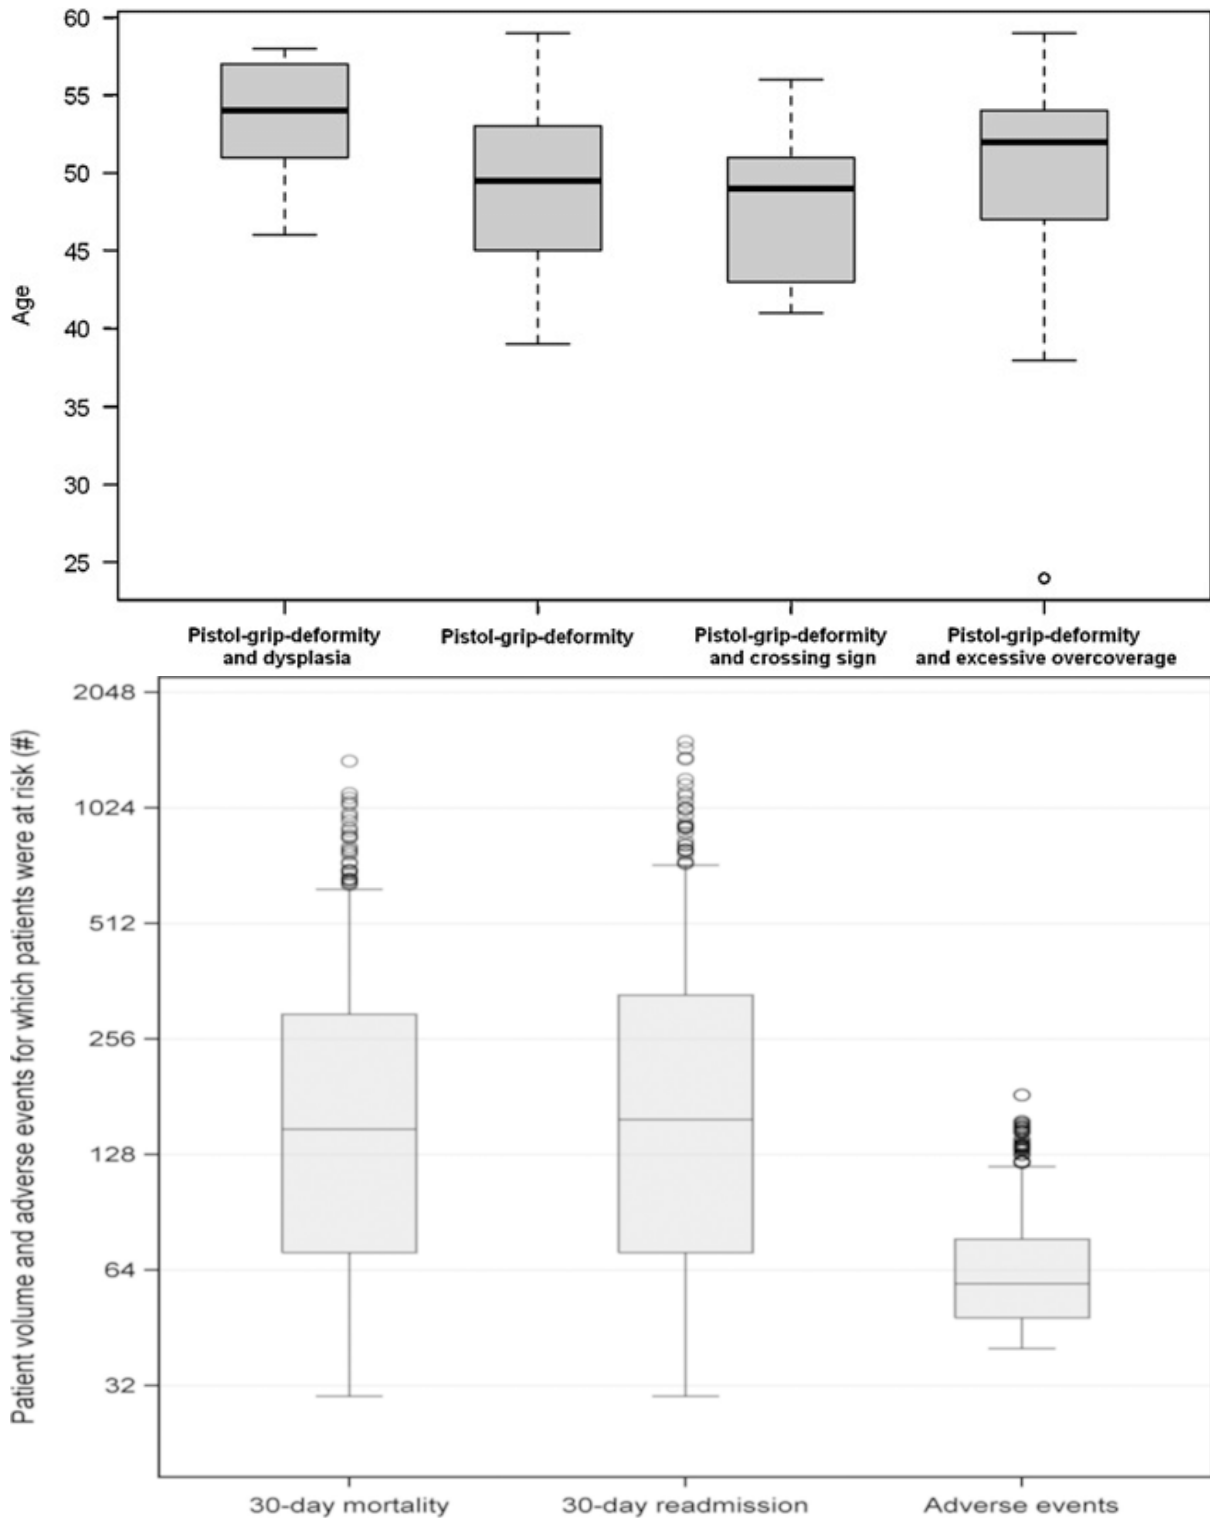 60
55
50
45
40
35
30
25
Age
Pistol-grip-deformity
and dysplasia
Pistol-grip-deformity
Pistol-grip-deformity
and crossing sign
Pistol-grip-deformity
and excessive overcoverage
2048
1024
512
256
128
64
32
Patient volume and adverse events for which patients were at risk (#)
30-day mortality
30-day readmission
Adverse events